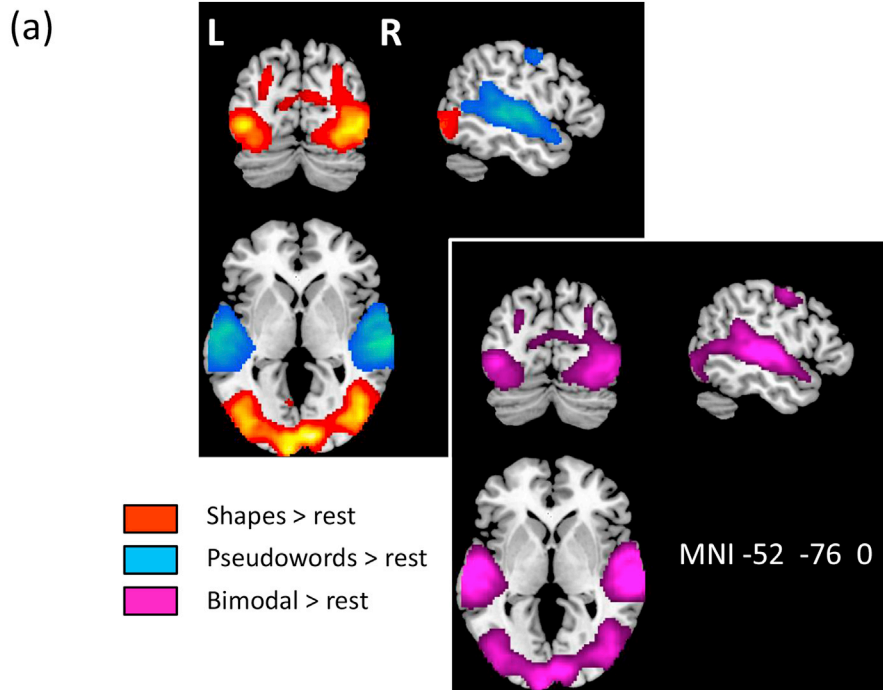 (a)
L R
Shapes > rest
Pseudowords > rest
Bimodal > rest
MNI -52 -76 0